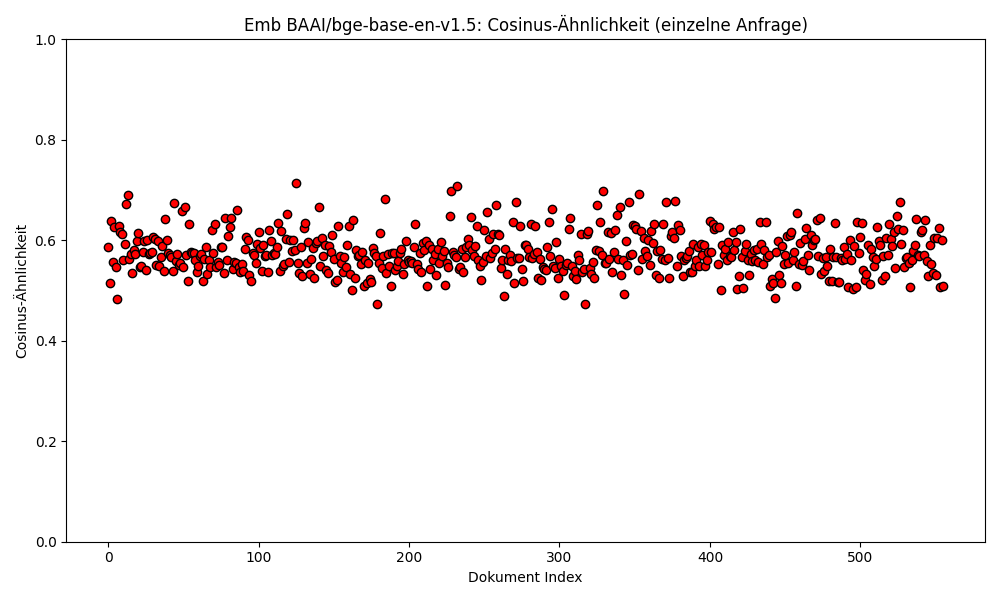 Emb BAAI/bge-base-en-v1.5: Cosinus-Ähnlichkeit (einzelne Anfrage)
Cosinus-Ähnlichkeit
1.0
0.8
0.6
0.4
0.2
0.0
0 100 200 300 400 500
Dokument Index